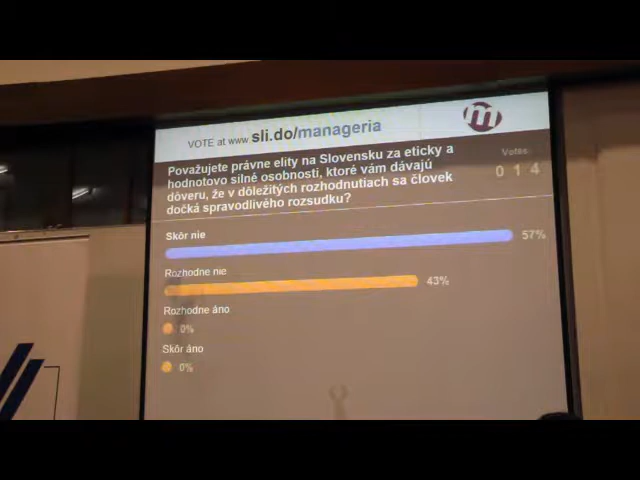 VOTE at www.sli.do/manageria
m
Považujete právne elity na Slovensku za eticky a
hodnotovo silné osobnosti, ktoré vám dávajú
dôveru, že v dôležitých rozhodnutiach sa človek
dočká spravodlivého rozsudku?
Votes:
0 1 4
Skôr nie
57%
Rozhodne nie
43%
Rozhodne áno
0%
Skôr áno
0%